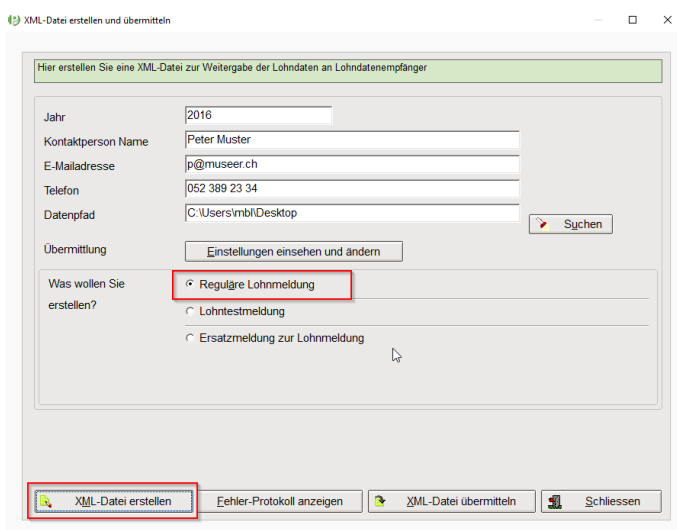 XML-Datei erstellen und übermitteln
Hier erstellen Sie eine XML-Datei zur Weitergabe der Lohndaten an Lohndatenempfänger
Jahr 2016
Kontaktperson Name Peter Muster
E-Mailadresse p@museer.ch
Telefon 052 389 23 34
Datenpfad C:\Users\mbl\Desktop
Suchen
Übermittlung Einstellungen einsehen und ändern
Was wollen Sie Reguläre Lohnmeldung
erstellen?
Lohntestmeldung
Ersatzmeldung zur Lohnmeldung
XML-Datei erstellen Fehler-Protokoll anzeigen XML-Datei übermitteln Schliessen